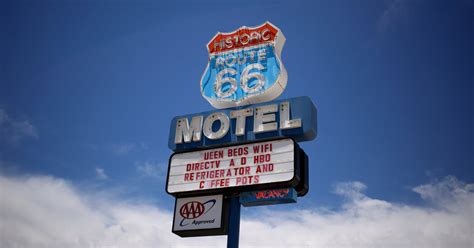 HISTORIC
ROUTE
66
MOTEL
UEEN BEDS WIFI
DIRECTV A D HBO
REFRIGERATOR AND
C FFEE POTS
VACANCY
AAA
Approved